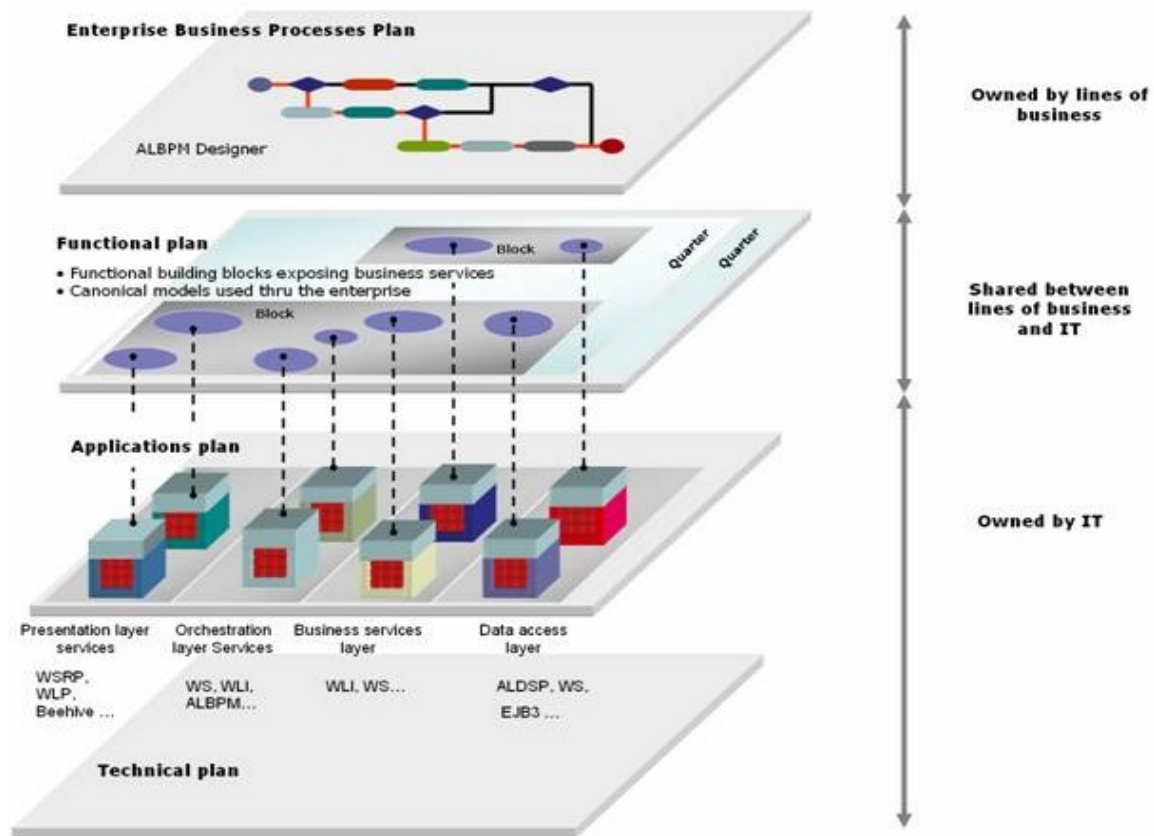 Enterprise Business Processes Plan
ALBPM Designer
Owned by lines of
business
Functional plan
• Functional building blocks exposing business services
• Canonical models used thru the enterprise
Block
Block
Quarter
Quarter
Shared between
lines of business
and IT
Applications plan
Owned by IT
Presentation layer
services
Orchestration
layer Services
Business services
layer
Data access
layer
WSRP,
WLP,
Beehive ...
WS, WLI,
ALBPM...
WLI, WS...
ALDSP, WS,
EJB3 ...
Technical plan